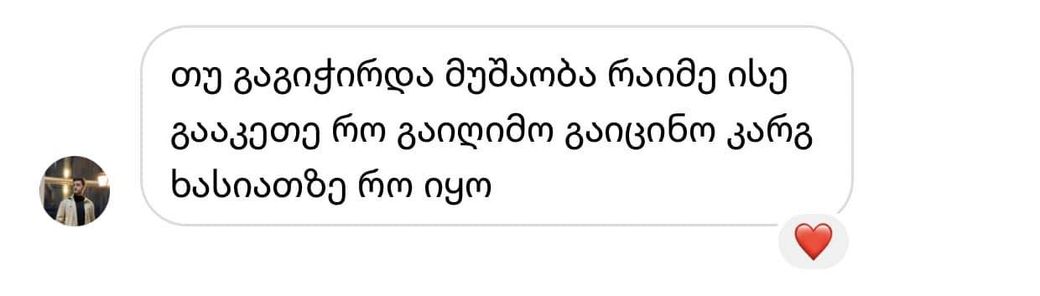 თუ გაგიჭირდა მუშაობა რაიმე ისე
გააკეთე რო გაიღიმო გაიცინო კარგ
ხასიათზე რო იყო